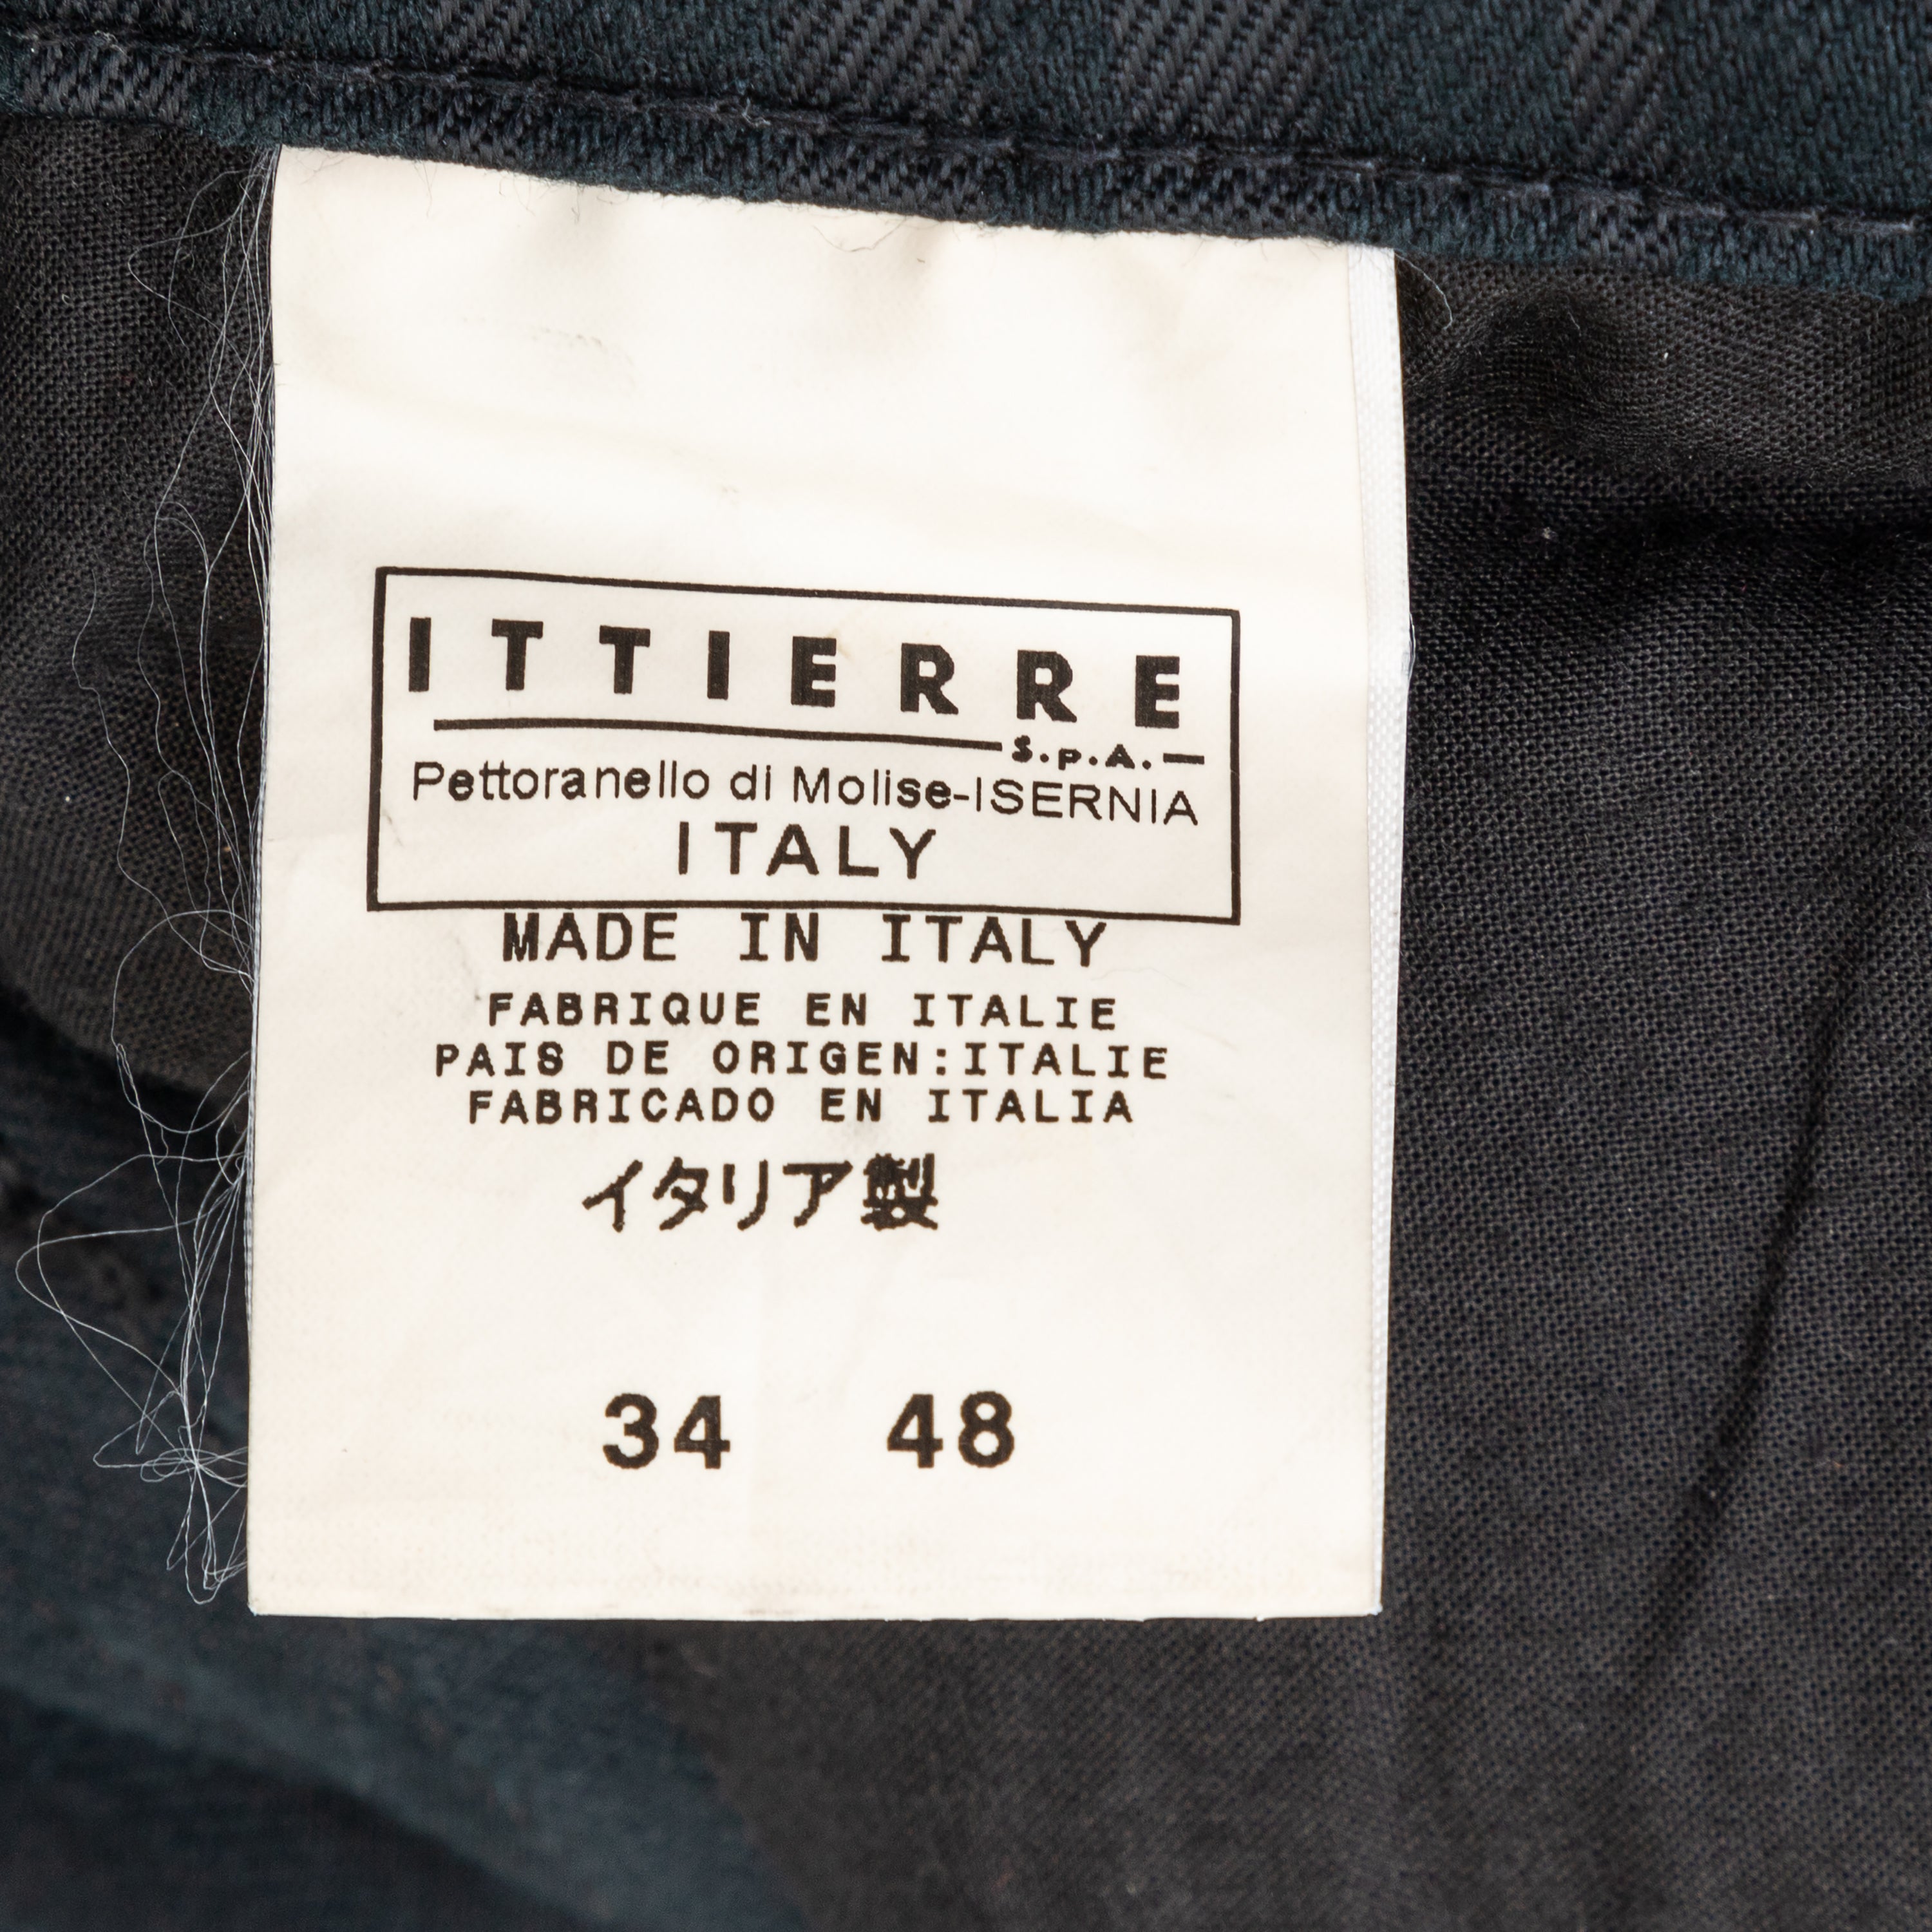 ITTIERRE
S.p.A.
Pettoranello di Molise-ISERNIA
ITALY
MADE IN ITALY
FABRIQUE EN ITALIE
PAIS DE ORIGEN:ITALIE
FABRICADO EN ITALIA
イタリア製
34 48